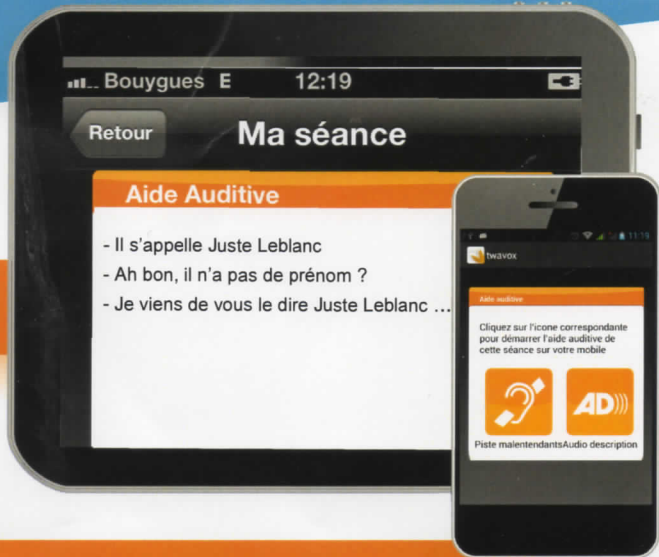 Bouygues E 12:19
Retour Ma séance
Aide Auditive
- Il s'appelle Juste Leblanc
- Ah bon, il n'a pas de prénom ?
- Je viens de vous le dire Juste Leblanc ...
11:19
twavox
Aide auditive
Cliquez sur l'icone correspondante
pour démarrer l'aide auditive de
cette séance sur votre mobile
AD
Piste malentendants Audio description